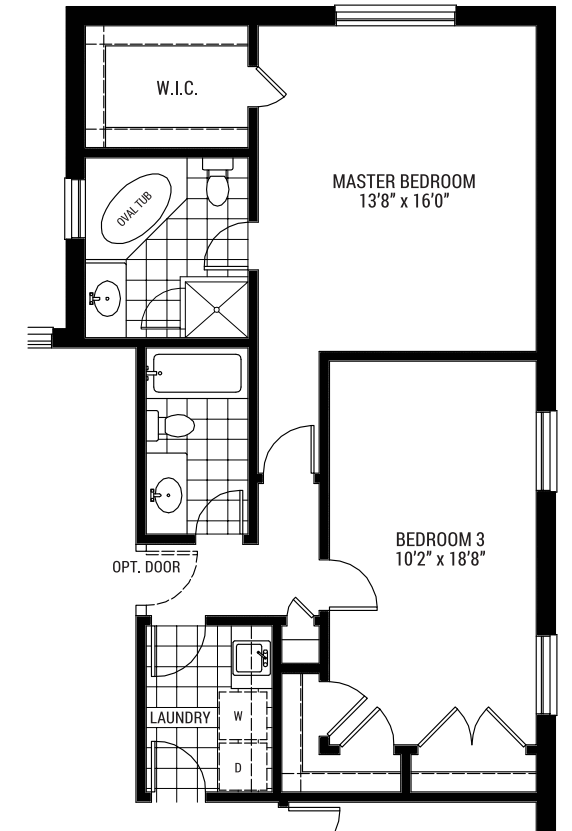 W.I.C.
MASTER BEDROOM
13'8" x 16'0"
OVAL TUB
BEDROOM 3
10'2" x 18'8"
OPT. DOOR
LAUNDRY
W
D